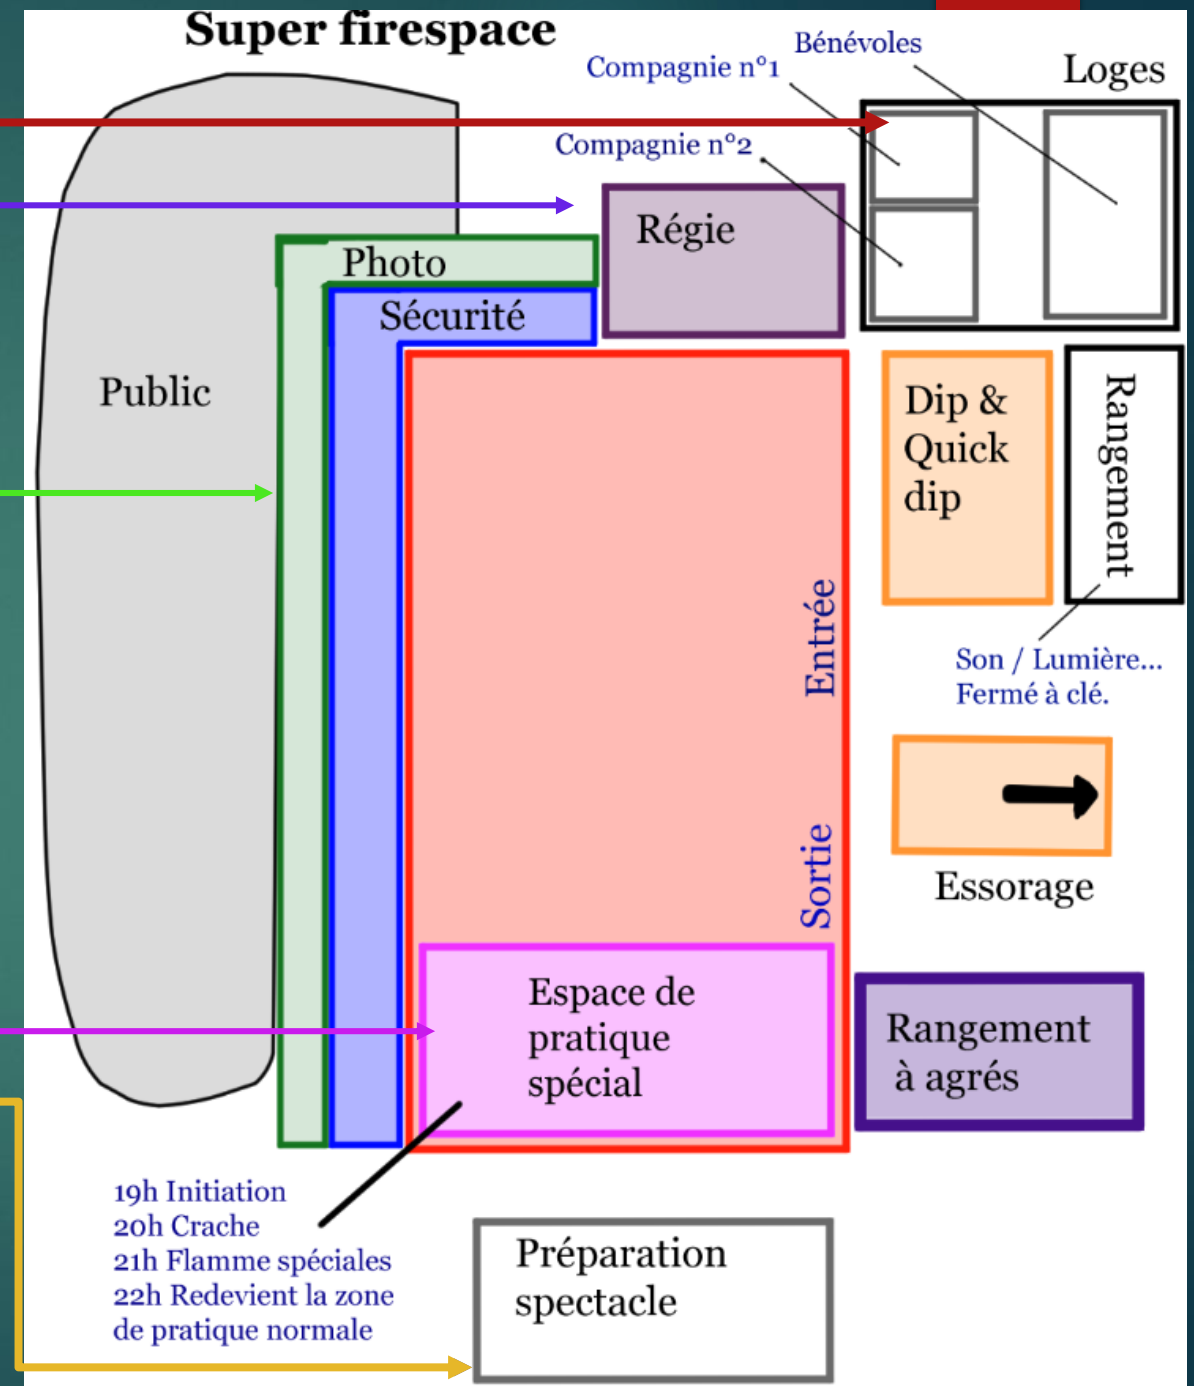 Super firespace
Bénévoles
Compagnie n°1
Loges
Compagnie n°2
Régie
Photo
Sécurité
Public
Dip &
Quick
dip
Rangement
Entrée
Son / Lumière...
Fermé à clé.
Sortie
Essorage
Espace de
pratique
spécial
Rangement
à agrés
19h Initiation
20h Crache
21h Flamme spéciales
22h Redevient la zone
de pratique normale
Préparation
spectacle